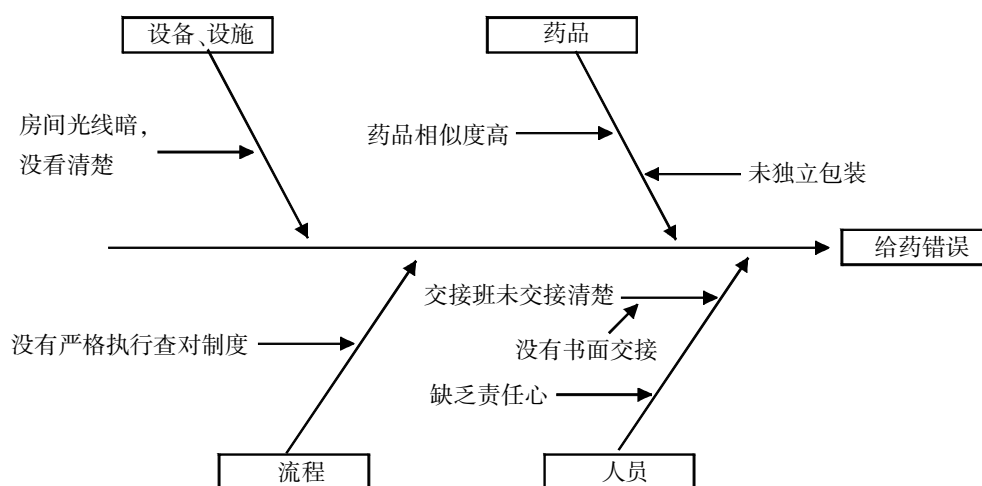 设备、设施
药品
房间光线暗，
没看清楚
药品相似度高
未独立包装
给药错误
交接班未交接清楚
没有严格执行查对制度
没有书面交接
缺乏责任心
流程
人员